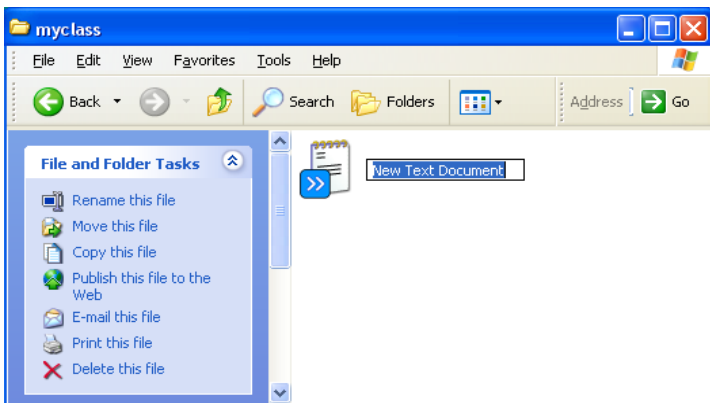 myclass
File Edit View Favorites Tools Help
Back Search Folders Address Go
File and Folder Tasks
New Text Document
Rename this file
Move this file
Copy this file
Publish this file to the
Web
E-mail this file
Print this file
Delete this file